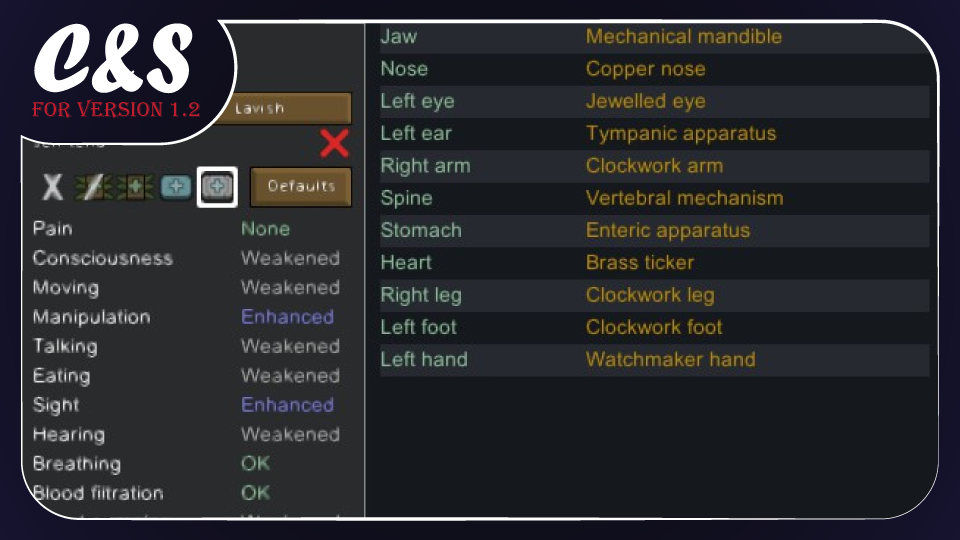 C&S
FOR VERSION 1.2
Lavish
Defaults
Pain None
Consciousness Weakened
Moving Weakened
Manipulation Enhanced
Talking Weakened
Eating Weakened
Sight Enhanced
Hearing Weakened
Breathing OK
Blood filtration OK
Jaw Mechanical mandible
Nose Copper nose
Left eye Jewelled eye
Left ear Tympanic apparatus
Right arm Clockwork arm
Spine Vertebral mechanism
Stomach Enteric apparatus
Heart Brass ticker
Right leg Clockwork leg
Left foot Clockwork foot
Left hand Watchmaker hand